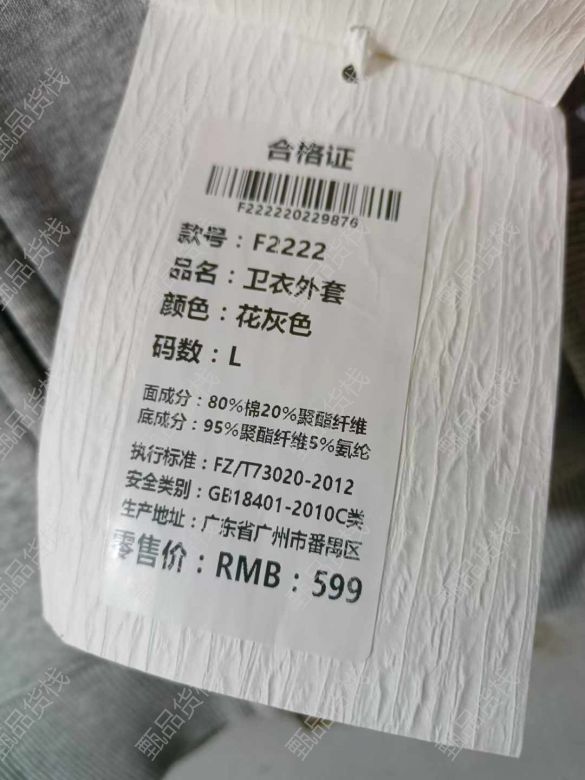 合格证
F222220229876
款号：F2222
品名：卫衣外套
颜色：花灰色
码数：L
面成分：80%棉20%聚酯纤维
底成分：95%聚酯纤维5%氨纶
执行标准：FZ/T73020-2012
安全类别：GB18401-2010C类
生产地址：广东省广州市番禺区
零售价：RMB：599
甄品货栈